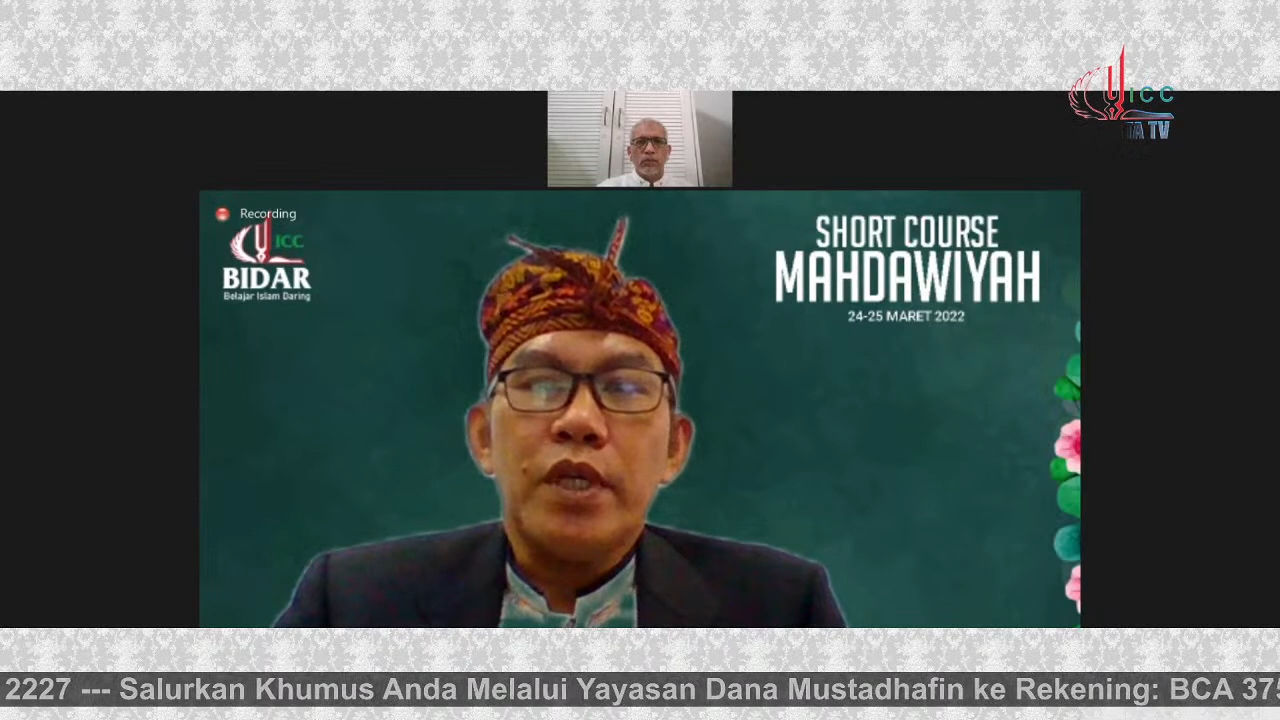 ICC
TA TV
Recording
ICC
BIDAR
Belajar Islam Daring
SHORT COURSE
MAHDAWIYAH
24-25 MARET 2022
2227 --- Salurkan Khumus Anda Melalui Yayasan Dana Mustadhafin ke Rekening: BCA 375